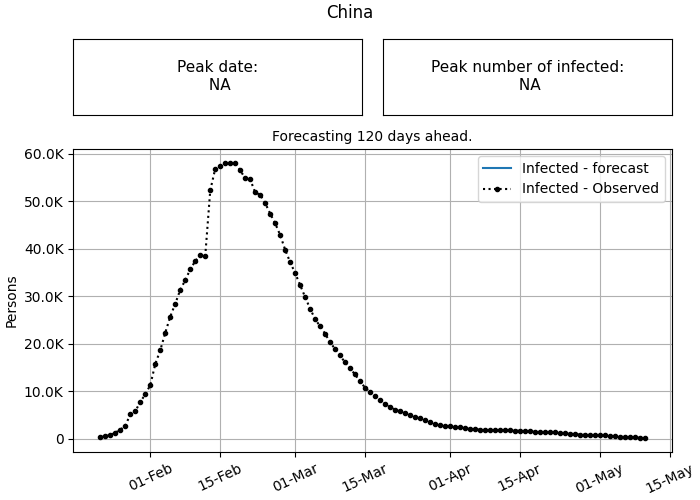 China
Peak date:
NA
Peak number of infected:
NA
Forecasting 120 days ahead.
Infected - forecast
Infected - Observed
60.0K
50.0K
40.0K
30.0K
20.0K
10.0K
0
Persons
01-Feb
15-Feb
01-Mar
15-Mar
01-Apr
15-Apr
01-May
15-May